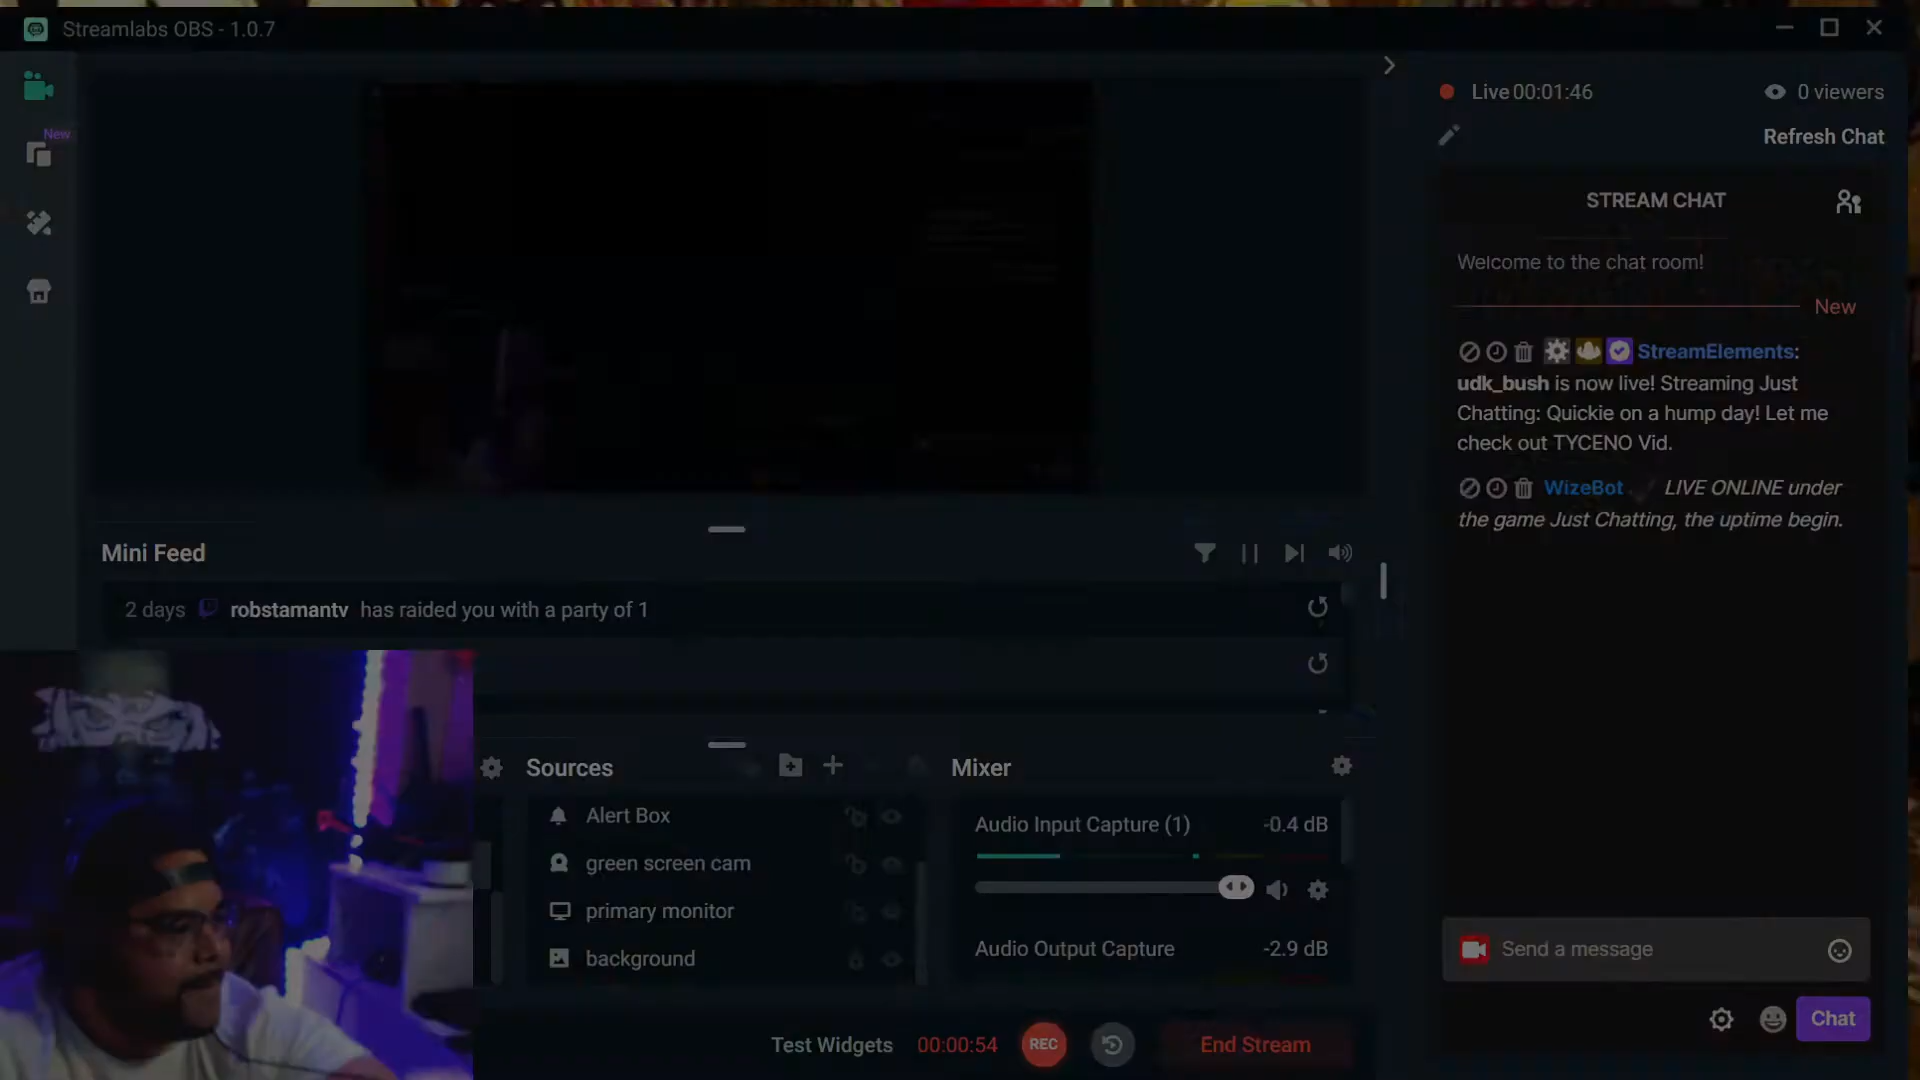 Streamlabs OBS - 1.0.7
Live 00:01:46
0 viewers
New
Refresh Chat
STREAM CHAT
Welcome to the chat room!
New
StreamElements:
udk_bush is now live! Streaming Just
Chatting: Quickie on a hump day! Let me
check out TYCENO Vid.
WizeBot LIVE ONLINE under
the game Just Chatting, the uptime begin.
Mini Feed
2 days robstamantv has raided you with a party of 1
Sources
Alert Box
green screen cam
primary monitor
background
Mixer
Audio Input Capture (1) -0.4 dB
Audio Output Capture -2.9 dB
Send a message
Chat
Test Widgets 00:00:54 REC End Stream